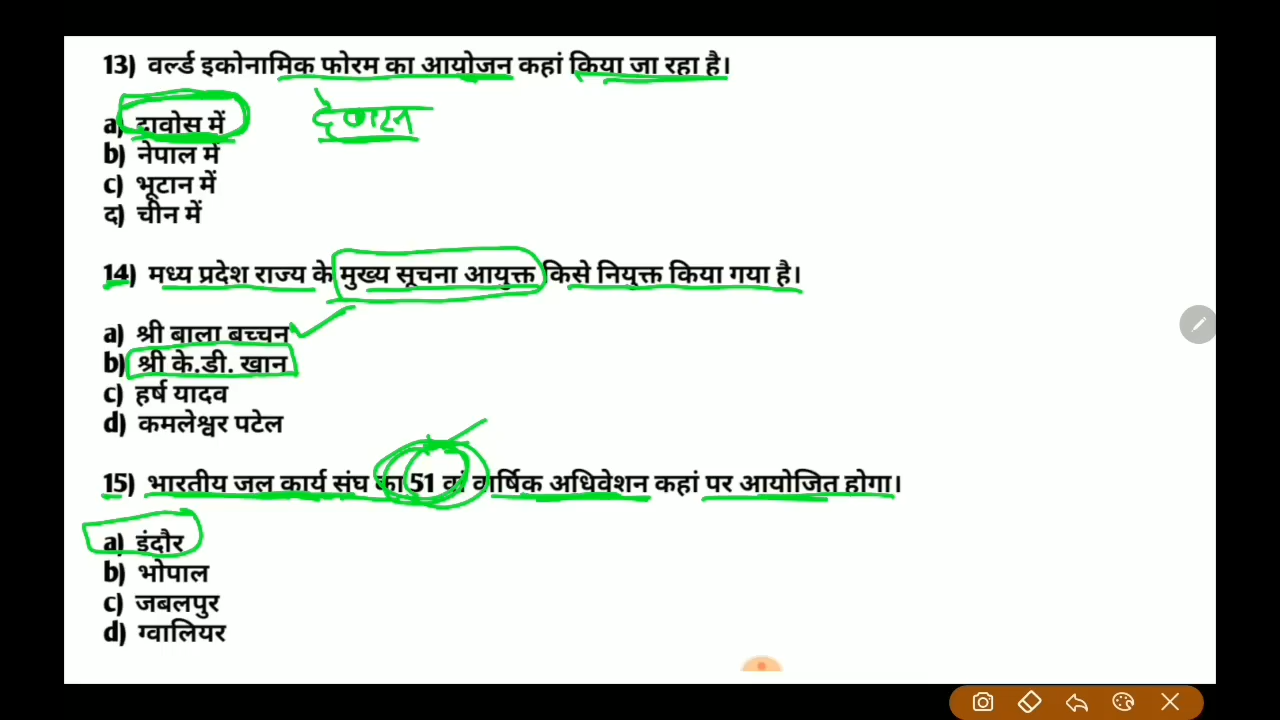 13) वर्ल्ड इकोनामिक फोरम का आयोजन कहां किया जा रहा है।
a) दावोस में
b) नेपाल में
c) भूटान में
द) चीन में
14) मध्य प्रदेश राज्य के मुख्य सूचना आयुक्त किसे नियुक्त किया गया है।
a) श्री बाला बच्चन
b) श्री के.डी. खान
c) हर्ष यादव
d) कमलेश्वर पटेल
15) भारतीय जल कार्य संघ का 51 वां वार्षिक अधिवेशन कहां पर आयोजित होगा।
a) इंदौर
b) भोपाल
c) जबलपुर
d) ग्वालियर